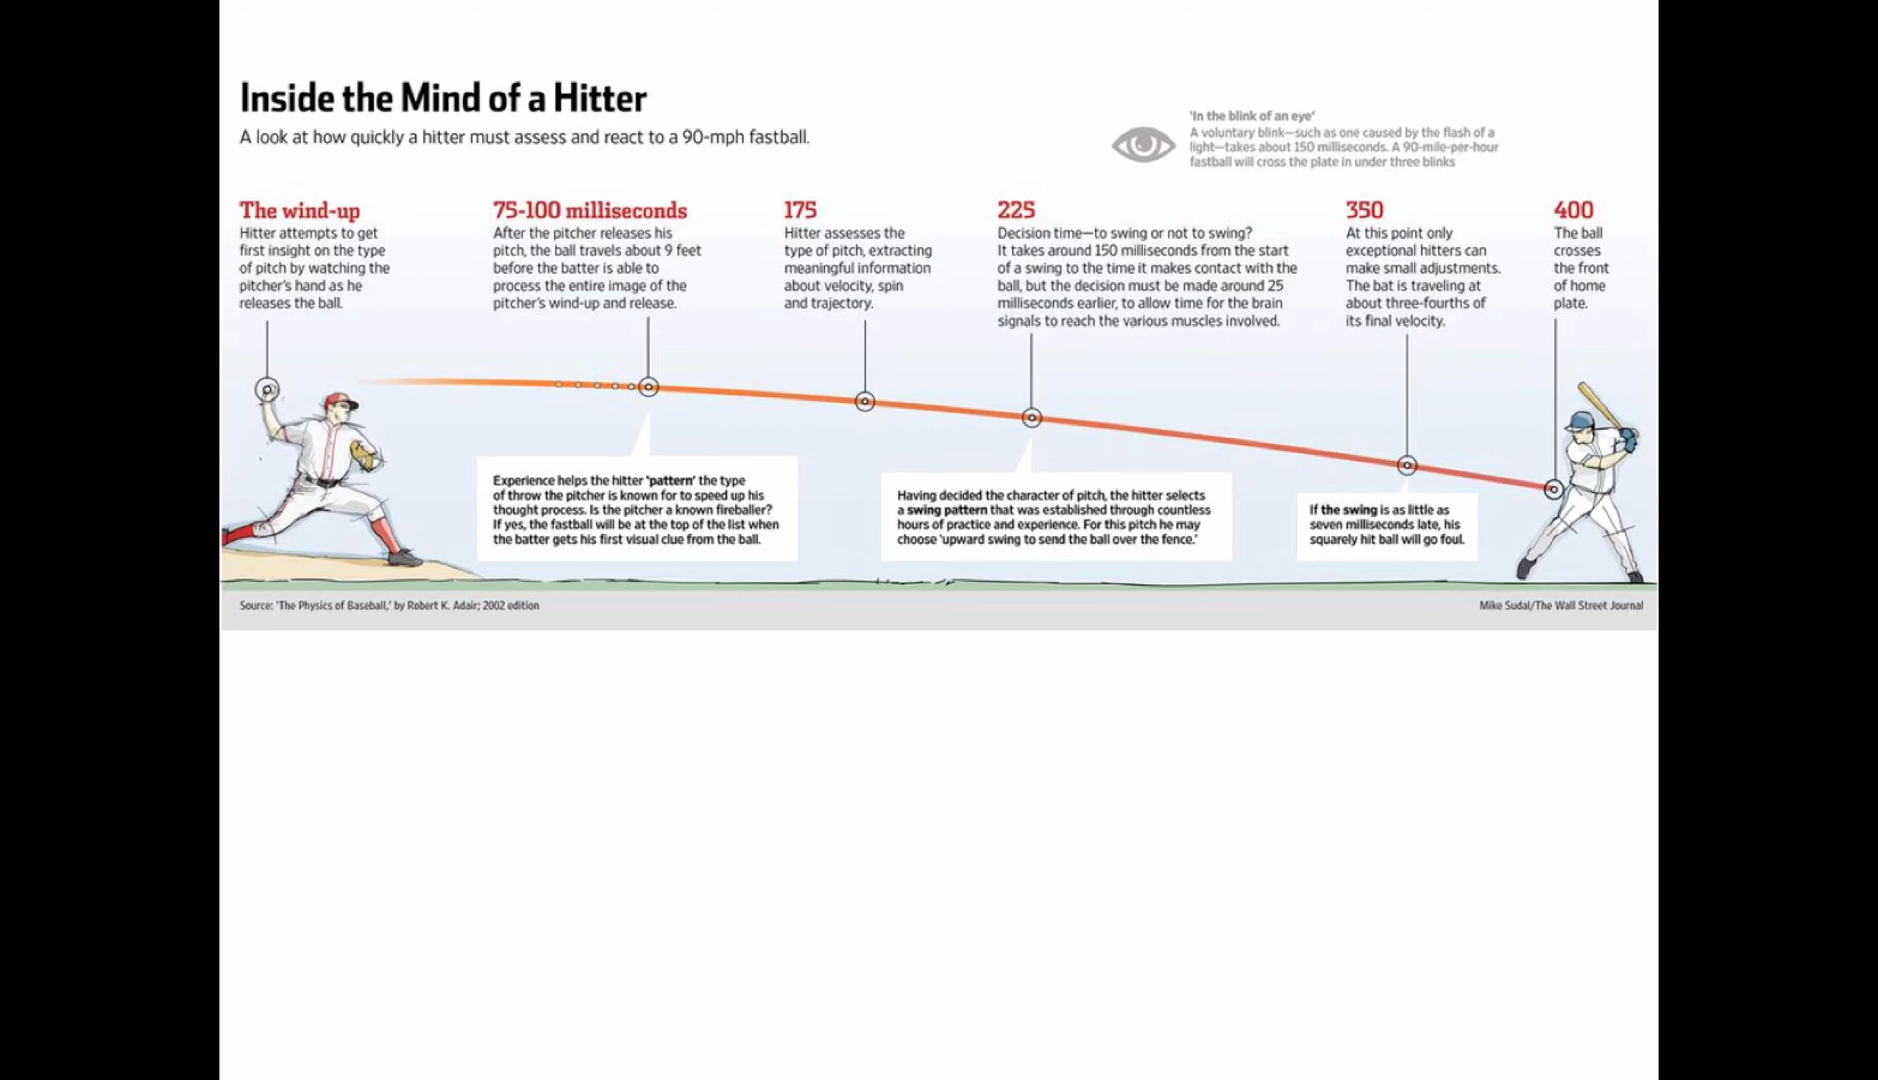 Inside the Mind of a Hitter
A look at how quickly a hitter must assess and react to a 90-mph fastball.
'In the blink of an eye'
A voluntary blink—such as one caused by the flash of a
light—takes about 150 milliseconds. A 90-mile-per-hour
fastball will cross the plate in under three blinks
The wind-up
Hitter attempts to get
first insight on the type
of pitch by watching the
pitcher's hand as he
releases the ball.
75-100 milliseconds
After the pitcher releases his
pitch, the ball travels about 9 feet
before the batter is able to
process the entire image of the
pitcher's wind-up and release.
175
Hitter assesses the
type of pitch, extracting
meaningful information
about velocity, spin
and trajectory.
225
Decision time—to swing or not to swing?
It takes around 150 milliseconds from the start
of a swing to the time it makes contact with the
ball, but the decision must be made around 25
milliseconds earlier, to allow time for the brain
signals to reach the various muscles involved.
350
At this point only
exceptional hitters can
make small adjustments.
The bat is traveling at
about three-fourths of
its final velocity.
400
The ball
crosses
the front
of home
plate.
Experience helps the hitter 'pattern' the type
of throw the pitcher is known for to speed up his
thought process. Is the pitcher a known fireballer?
If yes, the fastball will be at the top of the list when
the batter gets his first visual clue from the ball.
Having decided the character of pitch, the hitter selects
a swing pattern that was established through countless
hours of practice and experience. For this pitch he may
choose 'upward swing to send the ball over the fence.'
If the swing is as little as
seven milliseconds late, his
squarely hit ball will go foul.
Source: 'The Physics of Baseball,' by Robert K. Adair; 2002 edition
Mike Sudal/The Wall Street Journal